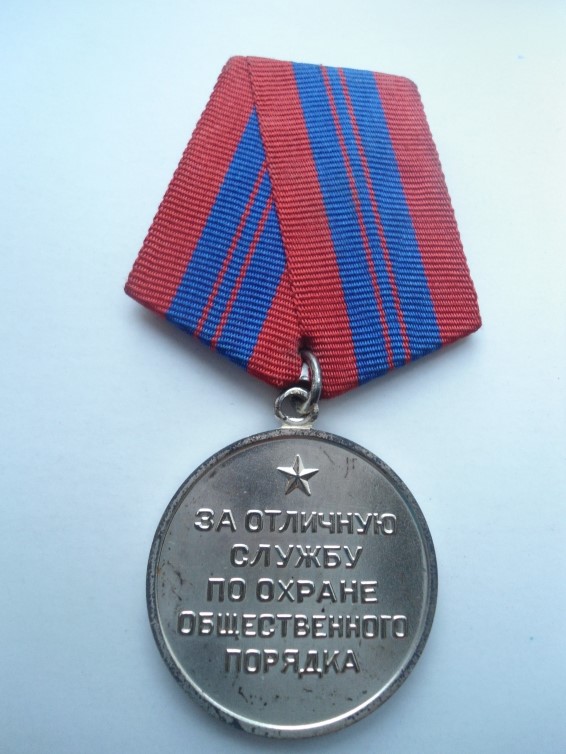 ЗА ОТЛИЧНУЮ
СЛУЖБУ
ПО ОХРАНЕ
ОБЩЕСТВЕННОГО
ПОРЯДКА